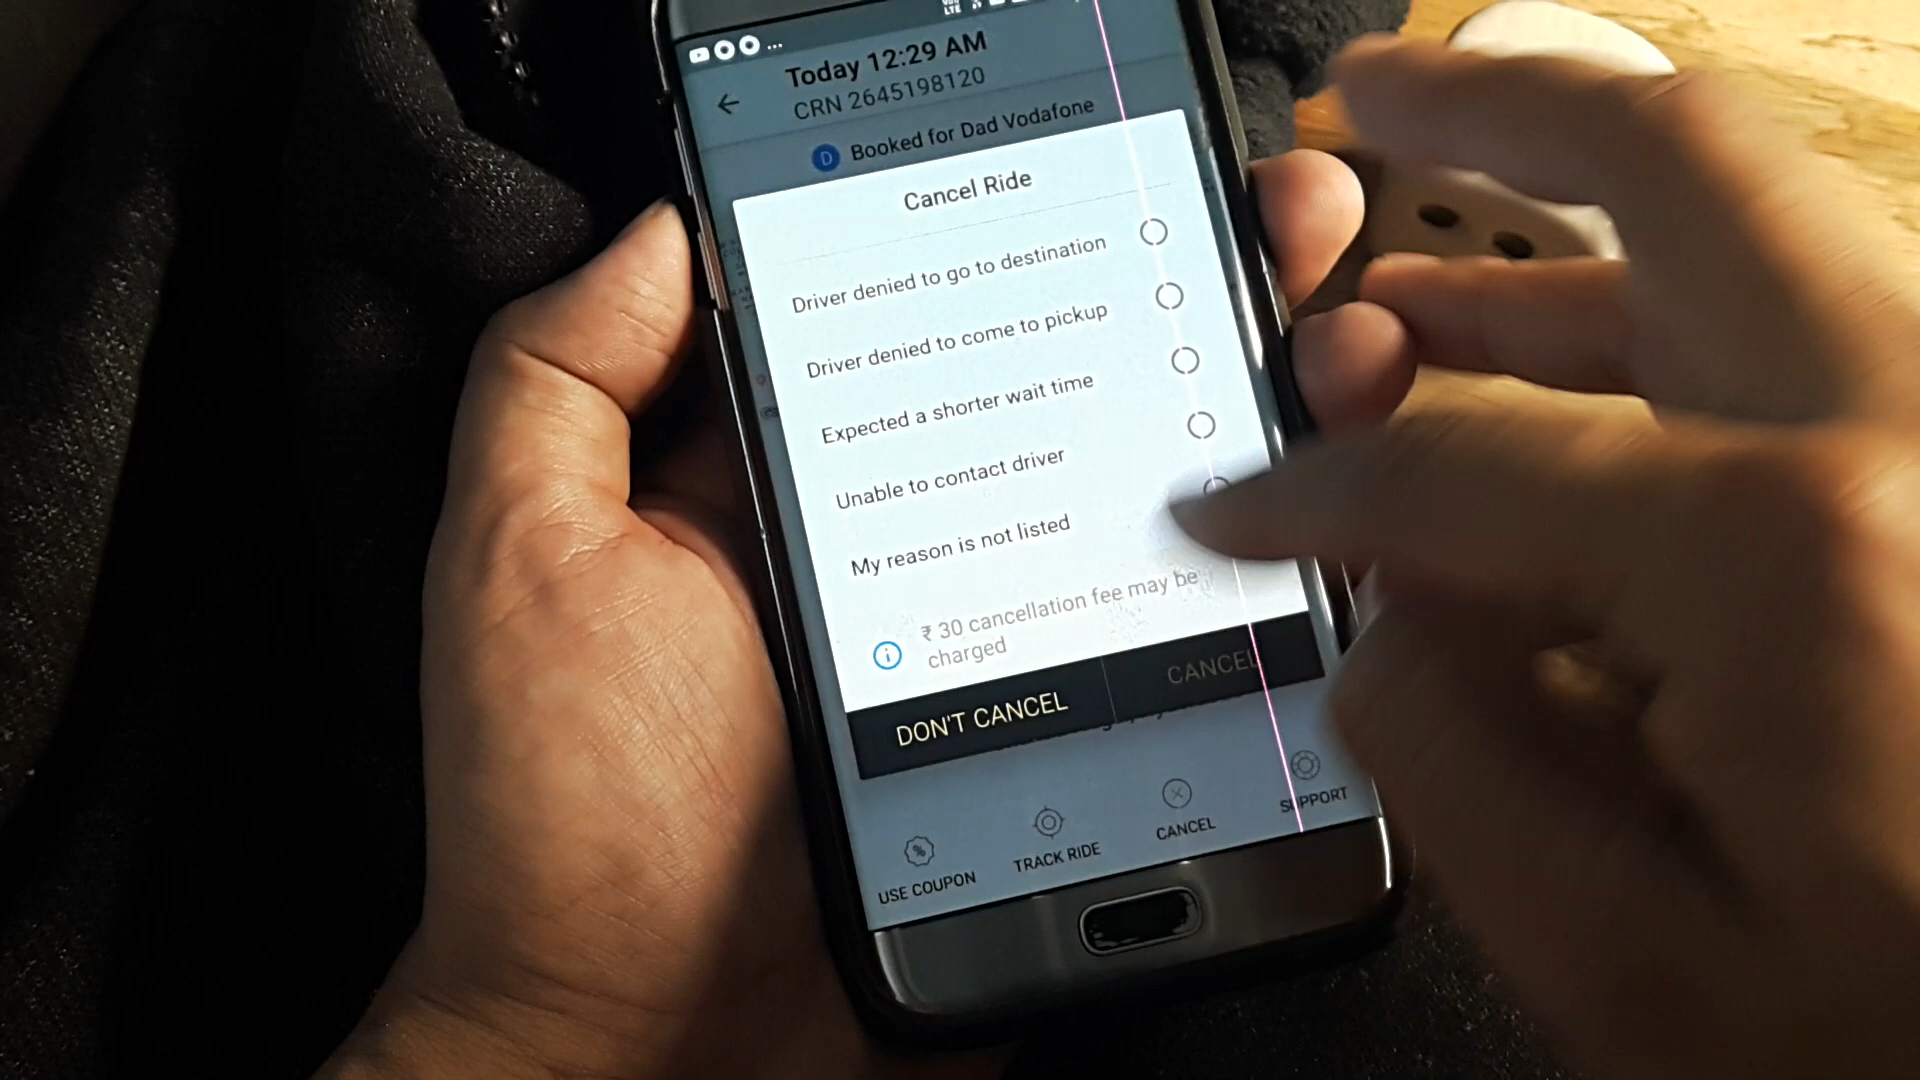 LTE
Today 12:29 AM
CRN 2645198120
D Booked for Dad Vodafone
Cancel Ride
Driver denied to go to destination
Driver denied to come to pickup
Expected a shorter wait time
Unable to contact driver
My reason is not listed
₹ 30 cancellation fee may be
charged
DON'T CANCEL
CANCEL
USE COUPON
TRACK RIDE
CANCEL
SUPPORT